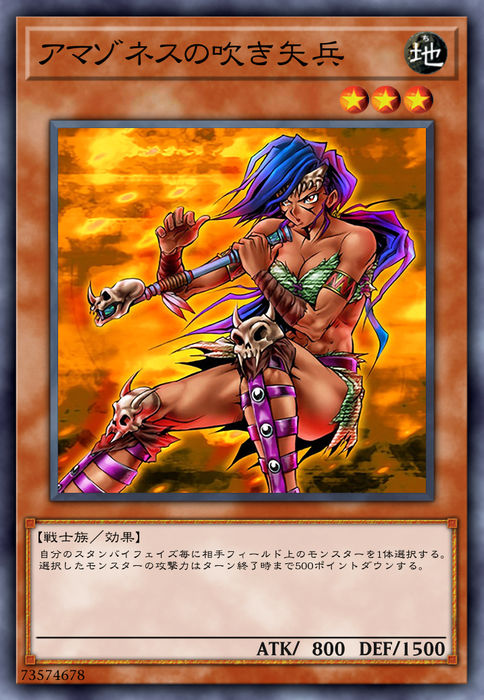 アマゾネスの吹き矢兵
ち
地
【戦士族／効果】
自分のスタンバイフェイズ毎に相手フィールド上のモンスターを1体選択する。
選択したモンスターの攻撃力はターン終了時まで500ポイントダウンする。
ATK/ 800 DEF/1500
73574678